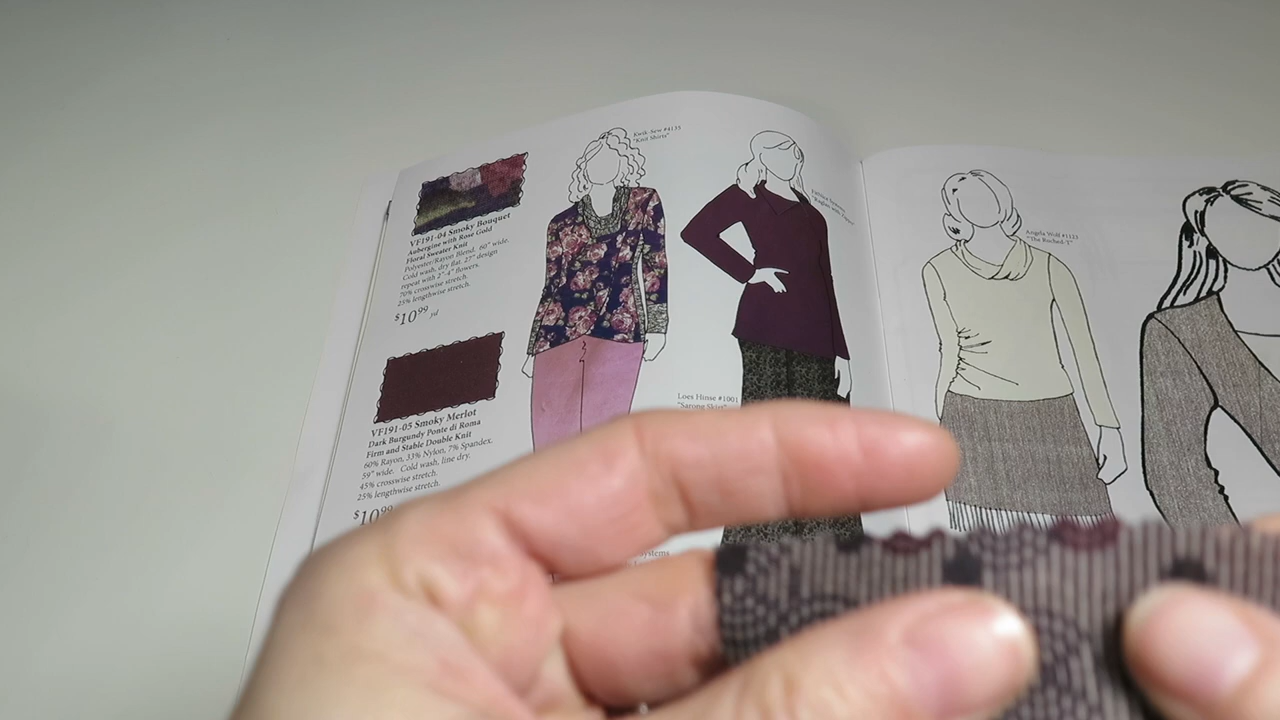 VF191-04 Smoky Bouquet
Aubergine with Rose Gold
Floral Sweater Knit
Polyester/Rayon Blend. 60" wide.
Cold wash, dry flat. 27" design
repeat with 2"-4" flowers.
70% crosswise stretch.
25% lengthwise stretch.
$10.99 yd
VF191-05 Smoky Merlot
Dark Burgundy Ponte di Roma
Firm and Stable Double Knit
60% Rayon, 33% Nylon, 7% Spandex.
59" wide. Cold wash, line dry.
45% crosswise stretch.
25% lengthwise stretch.
$10.99
Kwik-Sew #4135
"Knit Shirts"
Loes Hinse #1001
"Sarong Skirt"
Angela Wolf #1121
"The Ruched-T"